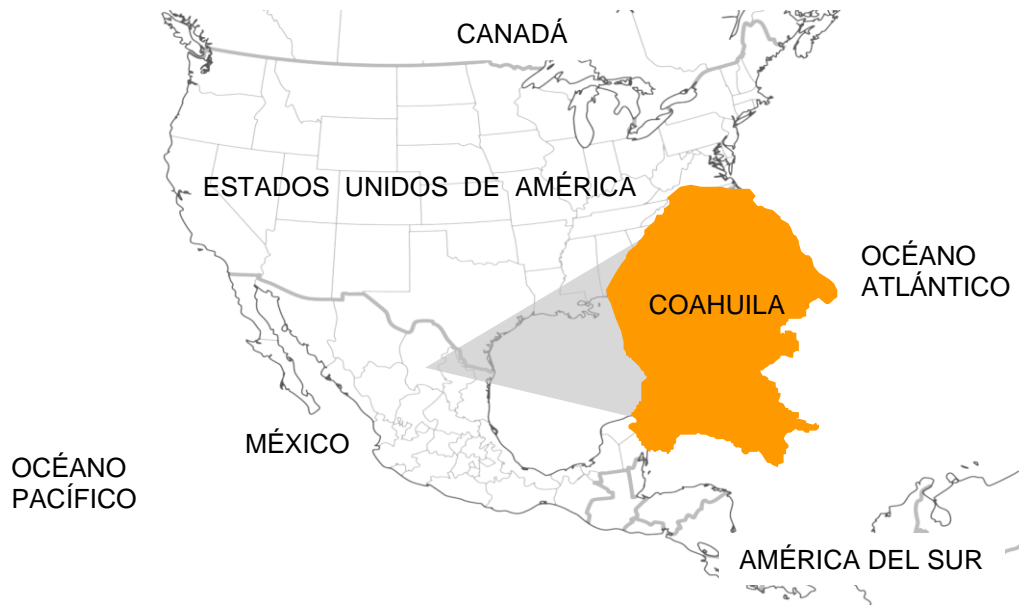 CANADÁ
ESTADOS UNIDOS DE AMÉRICA
OCÉANO
ATLÁNTICO
COAHUILA
MÉXICO
OCÉANO
PACÍFICO
AMÉRICA DEL SUR